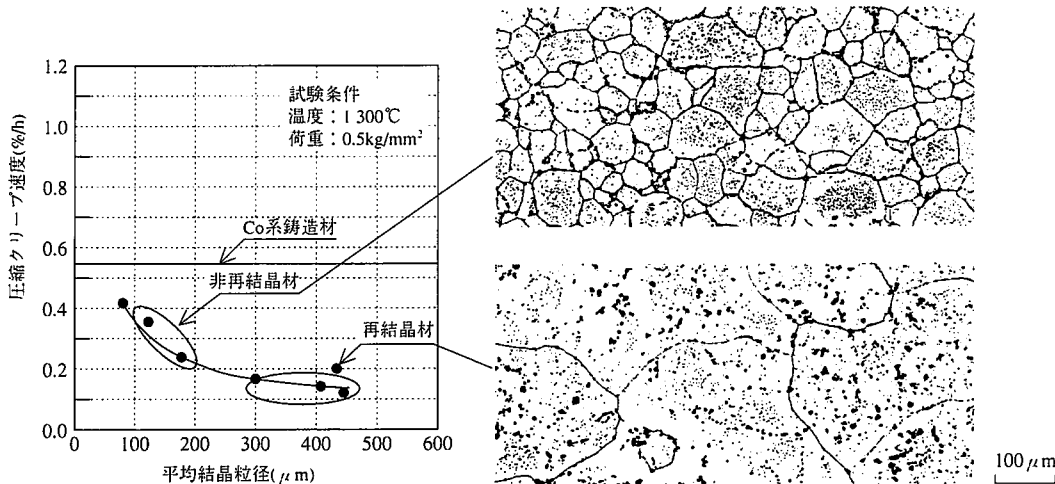 1.2
1.0
0.8
0.6
0.4
0.2
0.0
圧縮クリープ速度(%/h)
試験条件
温度：1 300℃
荷重：0.5kg/mm²
Co系鋳造材
非再結晶材
再結晶材
0 100 200 300 400 500 600
平均結晶粒径(μm)
100μm